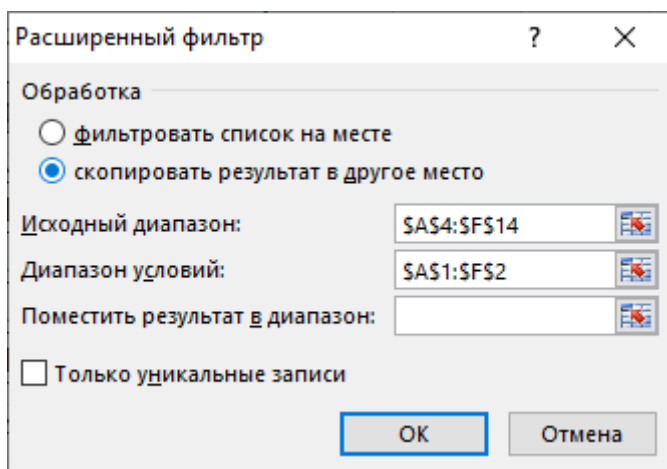 Расширенный фильтр ?
Обработка
фильтровать список на месте
скопировать результат в другое место
Исходный диапазон: $A$4:$F$14
Диапазон условий: $A$1:$F$2
Поместить результат в диапазон:
Только уникальные записи
ОК Отмена